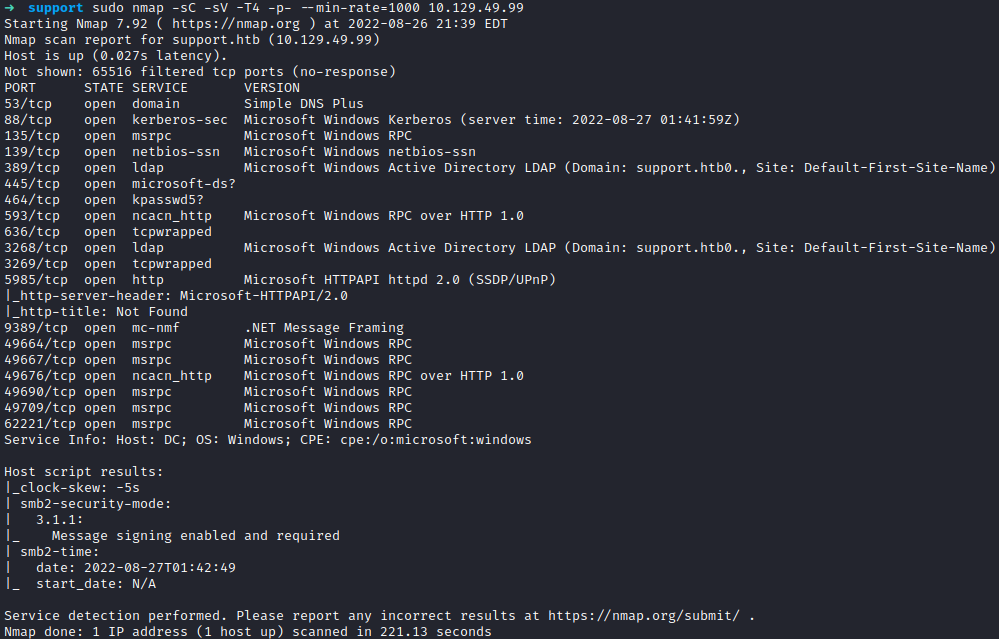 → support sudo nmap -sC -sV -T4 -p- --min-rate=1000 10.129.49.99
Starting Nmap 7.92 ( https://nmap.org ) at 2022-08-26 21:39 EDT
Nmap scan report for support.htb (10.129.49.99)
Host is up (0.027s latency).
Not shown: 65516 filtered tcp ports (no-response)
PORT      STATE SERVICE       VERSION
53/tcp    open  domain        Simple DNS Plus
88/tcp    open  kerberos-sec  Microsoft Windows Kerberos (server time: 2022-08-27 01:41:59Z)
135/tcp   open  msrpc         Microsoft Windows RPC
139/tcp   open  netbios-ssn   Microsoft Windows netbios-ssn
389/tcp   open  ldap          Microsoft Windows Active Directory LDAP (Domain: support.htb0., Site: Default-First-Site-Name)
445/tcp   open  microsoft-ds?
464/tcp   open  kpasswd5?
593/tcp   open  ncacn_http    Microsoft Windows RPC over HTTP 1.0
636/tcp   open  tcpwrapped
3268/tcp  open  ldap          Microsoft Windows Active Directory LDAP (Domain: support.htb0., Site: Default-First-Site-Name)
3269/tcp  open  tcpwrapped
5985/tcp  open  http          Microsoft HTTPAPI httpd 2.0 (SSDP/UPnP)
|_http-server-header: Microsoft-HTTPAPI/2.0
|_http-title: Not Found
9389/tcp  open  mc-nmf        .NET Message Framing
49664/tcp open  msrpc         Microsoft Windows RPC
49667/tcp open  msrpc         Microsoft Windows RPC
49676/tcp open  ncacn_http    Microsoft Windows RPC over HTTP 1.0
49690/tcp open  msrpc         Microsoft Windows RPC
49709/tcp open  msrpc         Microsoft Windows RPC
62221/tcp open  msrpc         Microsoft Windows RPC
Service Info: Host: DC; OS: Windows; CPE: cpe:/o:microsoft:windows

Host script results:
|_clock-skew: -5s
| smb2-security-mode:
|   3.1.1:
|_    Message signing enabled and required
| smb2-time:
|   date: 2022-08-27T01:42:49
|_  start_date: N/A

Service detection performed. Please report any incorrect results at https://nmap.org/submit/ .
Nmap done: 1 IP address (1 host up) scanned in 221.13 seconds